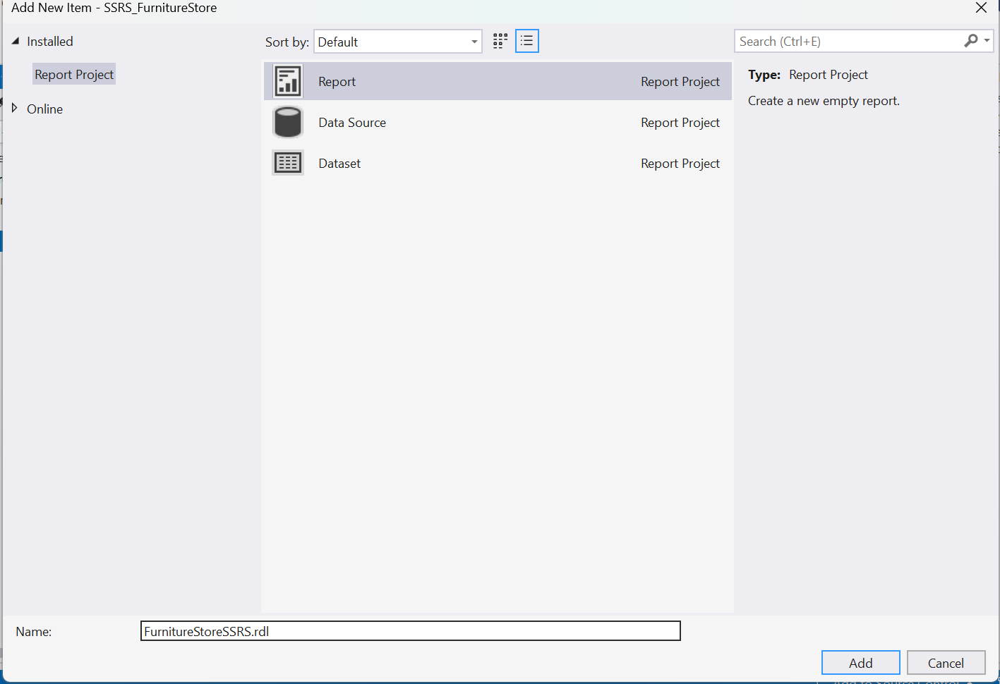 Add New Item - SSRS_FurnitureStore
Installed
Report Project
Online
Sort by: Default
Search (Ctrl+E)
Report Report Project
Data Source Report Project
Dataset Report Project
Type: Report Project
Create a new empty report.
Name: FurnitureStoreSSRS.rdl
Add Cancel